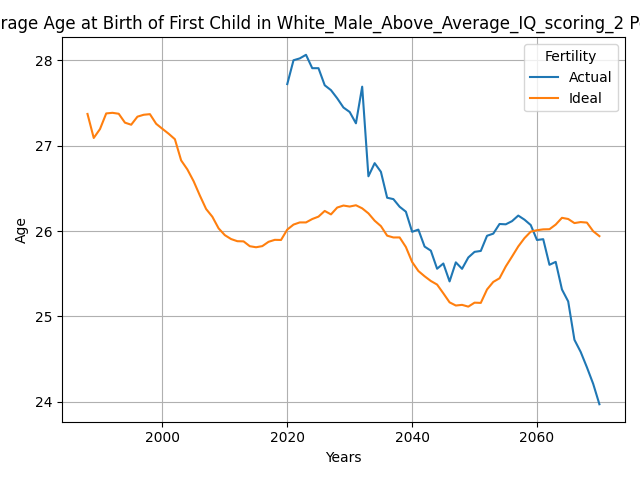 rage Age at Birth of First Child in White_Male_Above_Average_IQ_scoring_2 P
Fertility
Actual
Ideal
28
27
26
25
24
Age
2000 2020 2040 2060
Years